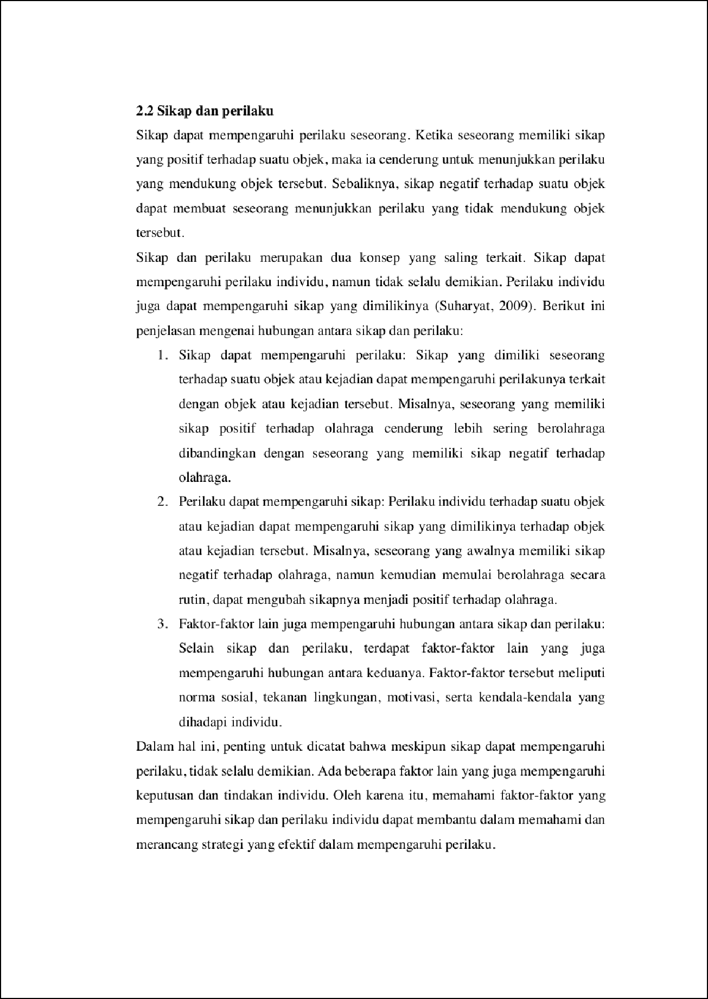 2.2 Sikap dan perilaku
Sikap dapat mempengaruhi perilaku seseorang. Ketika seseorang memiliki sikap
yang positif terhadap suatu objek, maka ia cenderung untuk menunjukkan perilaku
yang mendukung objek tersebut. Sebaliknya, sikap negatif terhadap suatu objek
dapat membuat seseorang menunjukkan perilaku yang tidak mendukung objek
tersebut.
Sikap dan perilaku merupakan dua konsep yang saling terkait. Sikap dapat
mempengaruhi perilaku individu, namun tidak selalu demikian. Perilaku individu
juga dapat mempengaruhi sikap yang dimilikinya (Suharyat, 2009). Berikut ini
penjelasan mengenai hubungan antara sikap dan perilaku:
1. Sikap dapat mempengaruhi perilaku: Sikap yang dimiliki seseorang
terhadap suatu objek atau kejadian dapat mempengaruhi perilakunya terkait
dengan objek atau kejadian tersebut. Misalnya, seseorang yang memiliki
sikap positif terhadap olahraga cenderung lebih sering berolahraga
dibandingkan dengan seseorang yang memiliki sikap negatif terhadap
olahraga.
2. Perilaku dapat mempengaruhi sikap: Perilaku individu terhadap suatu objek
atau kejadian dapat mempengaruhi sikap yang dimilikinya terhadap objek
atau kejadian tersebut. Misalnya, seseorang yang awalnya memiliki sikap
negatif terhadap olahraga, namun kemudian memulai berolahraga secara
rutin, dapat mengubah sikapnya menjadi positif terhadap olahraga.
3. Faktor-faktor lain juga mempengaruhi hubungan antara sikap dan perilaku:
Selain sikap dan perilaku, terdapat faktor-faktor lain yang juga
mempengaruhi hubungan antara keduanya. Faktor-faktor tersebut meliputi
norma sosial, tekanan lingkungan, motivasi, serta kendala-kendala yang
dihadapi individu.
Dalam hal ini, penting untuk dicatat bahwa meskipun sikap dapat mempengaruhi
perilaku, tidak selalu demikian. Ada beberapa faktor lain yang juga mempengaruhi
keputusan dan tindakan individu. Oleh karena itu, memahami faktor-faktor yang
mempengaruhi sikap dan perilaku individu dapat membantu dalam memahami dan
merancang strategi yang efektif dalam mempengaruhi perilaku.